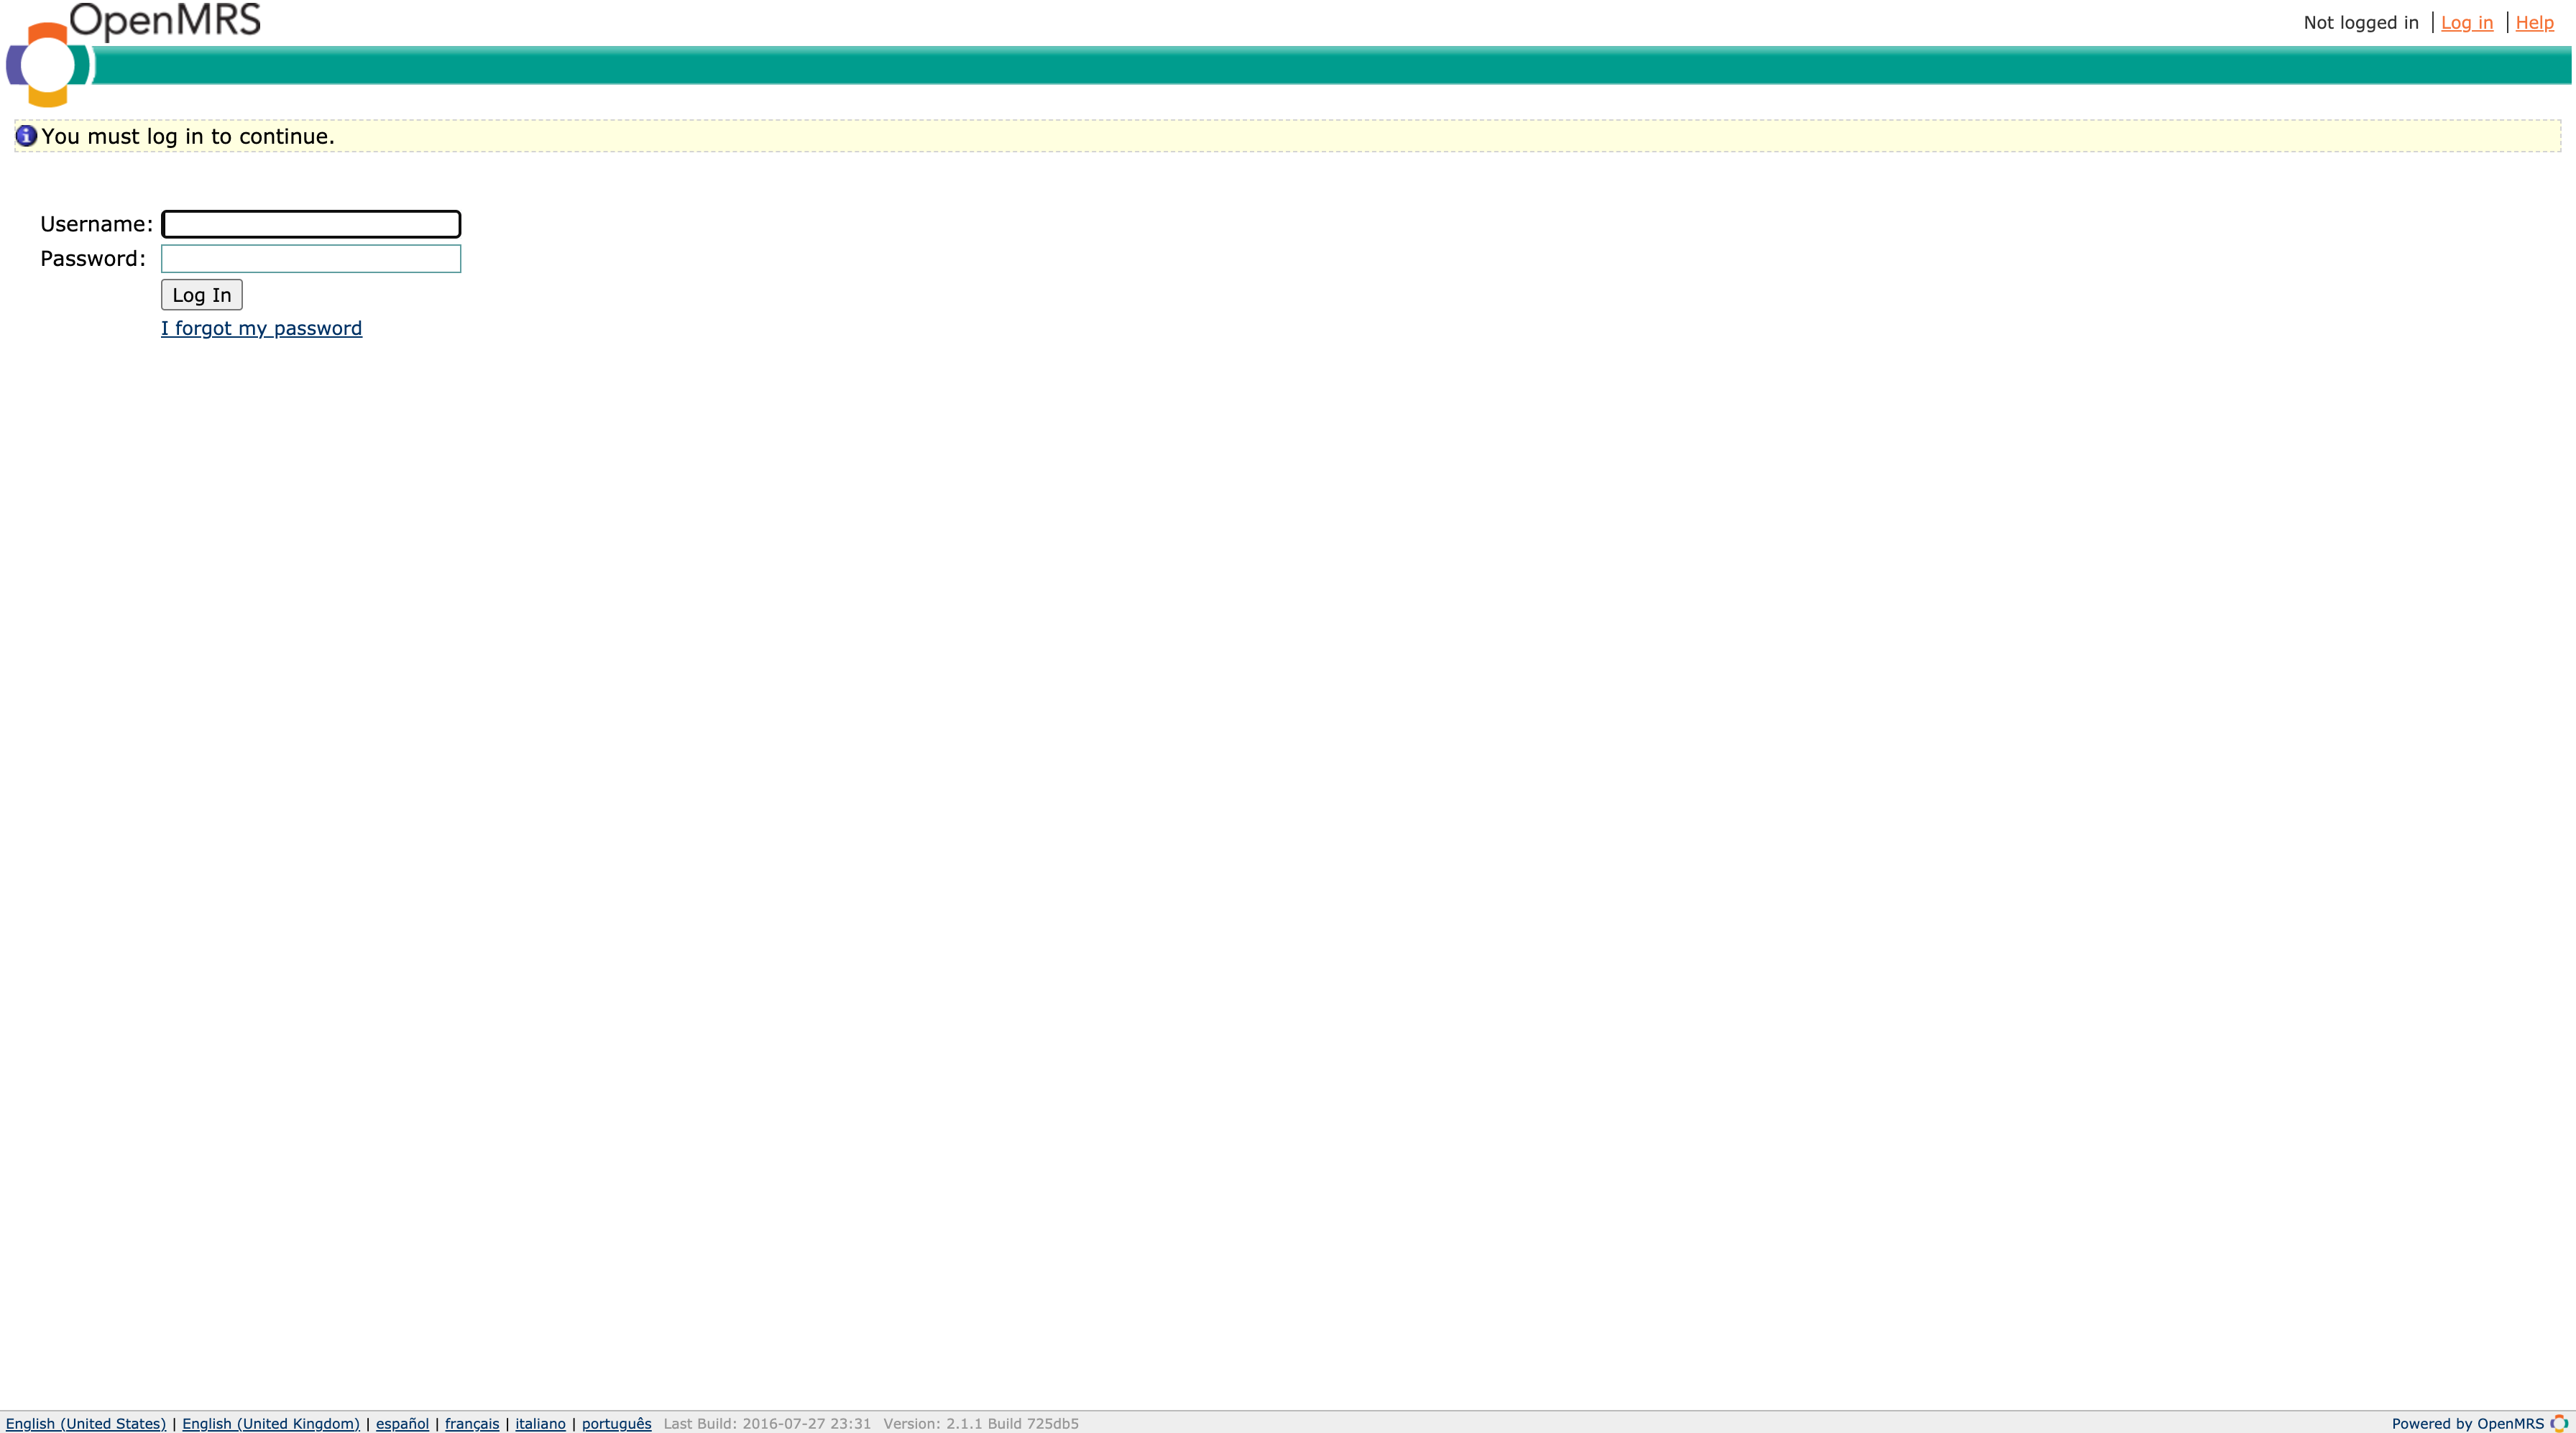 OpenMRS
Not logged in | Log in | Help
You must log in to continue.
Username:
Password:
Log In
I forgot my password
English (United States) | English (United Kingdom) | español | français | italiano | português Last Build: 2016-07-27 23:31 Version: 2.1.1 Build 725db5
Powered by OpenMRS